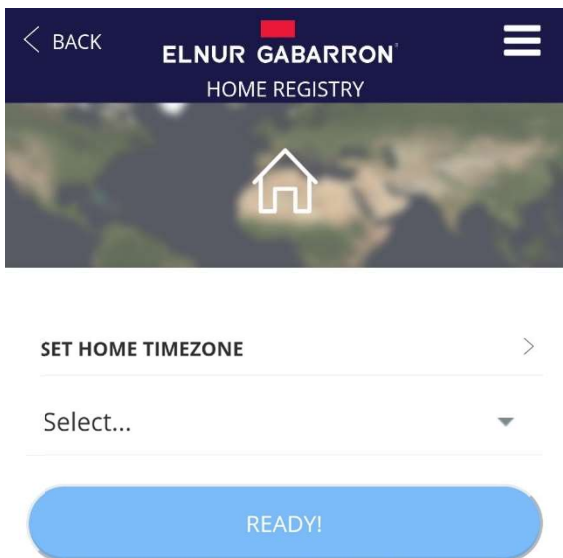 BACK
ELNUR GABARRON
HOME REGISTRY
SET HOME TIMEZONE
Select...
READY!